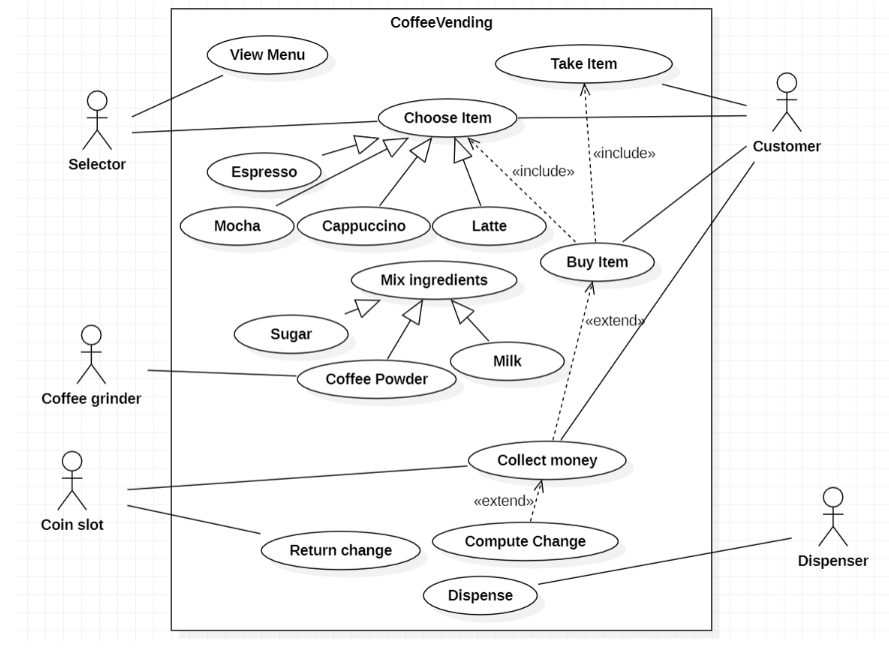 CoffeeVending
View Menu
Take Item
Choose Item
Selector
Customer
«include»
«include»
Espresso
Mocha
Cappuccino
Latte
Buy Item
Mix ingredients
«extend»
Sugar
Milk
Coffee Powder
Coffee grinder
Collect money
«extend»
Coin slot
Compute Change
Return change
Dispenser
Dispense